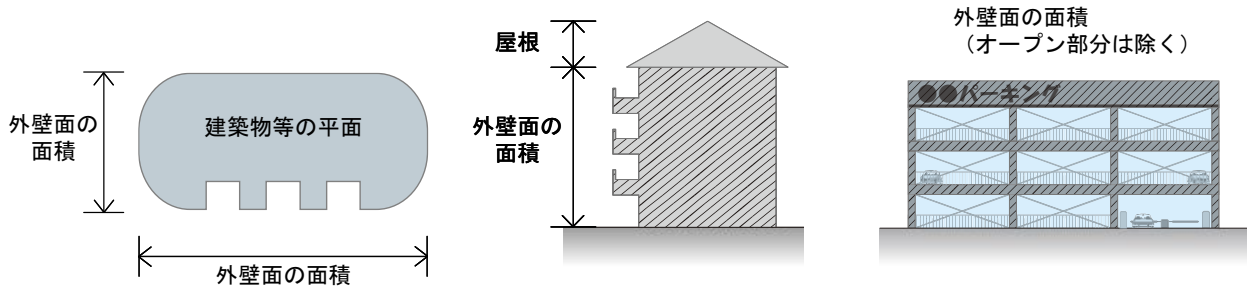 外壁面の
面積
建築物等の平面
外壁面の面積
屋根
外壁面の
面積
外壁面の面積
（オープン部分は除く）
●●パーキング